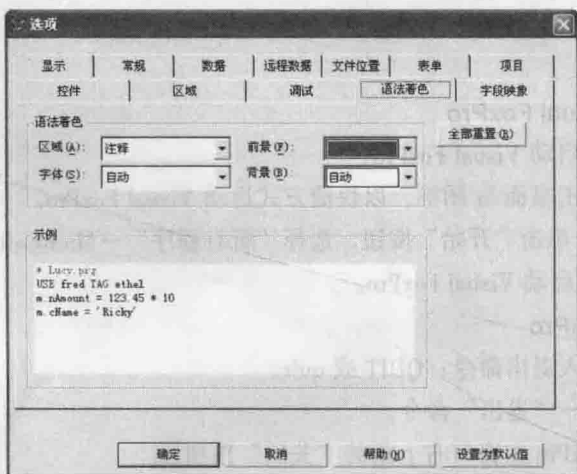 选项
显示 常规 数据 远程数据 文件位置 表单 项目
控件 区域 调试 语法着色 字段映象
语法着色
区域(A): 注释 前景(F): 全部重置(R)
字体(S): 自动 背景(B): 自动
示例
* Lucy.prg
USE fred TAG ethel
m.nAmount = 123.45 * 10
m.cName = 'Ricky'
确定 取消 帮助(H) 设置为默认值